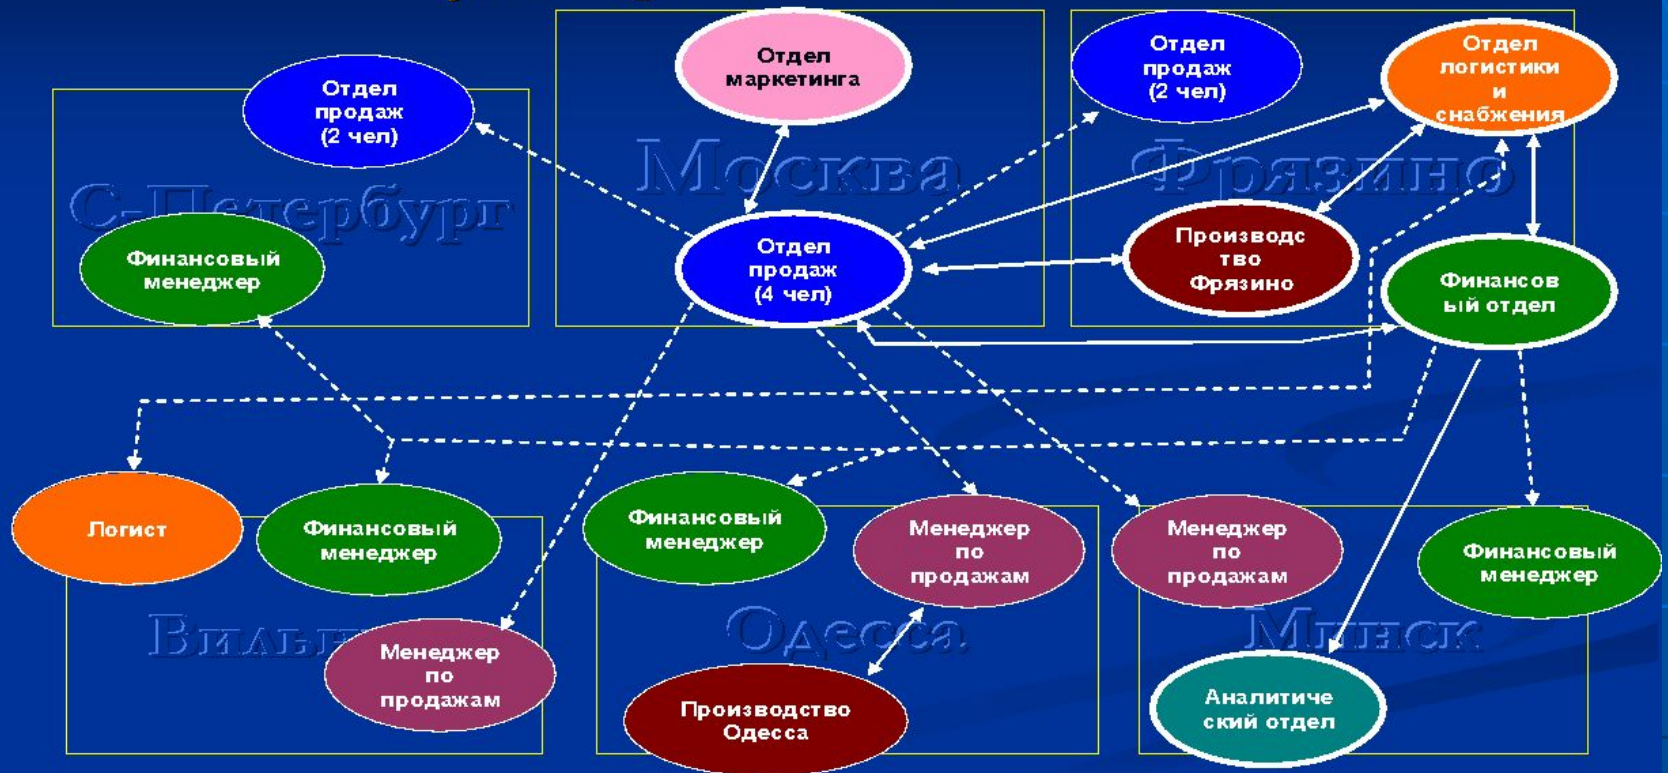 Отдел
маркетинга
Отдел
продаж
(2 чел)
Отдел
логистики
и
снабжения
Отдел
продаж
(2 чел)
Москва
Фрязино
С-Петербург
Финансовый
менеджер
Отдел
продаж
(4 чел)
Производс
тво
Фрязино
Финансов
ый отдел
Логист
Финансовый
менеджер
Финансовый
менеджер
Менеджер
по
продажам
Менеджер
по
продажам
Финансовый
менеджер
Одесса
Минск
Менеджер
по
продажам
Производство
Одесса
Аналитиче
ский отдел